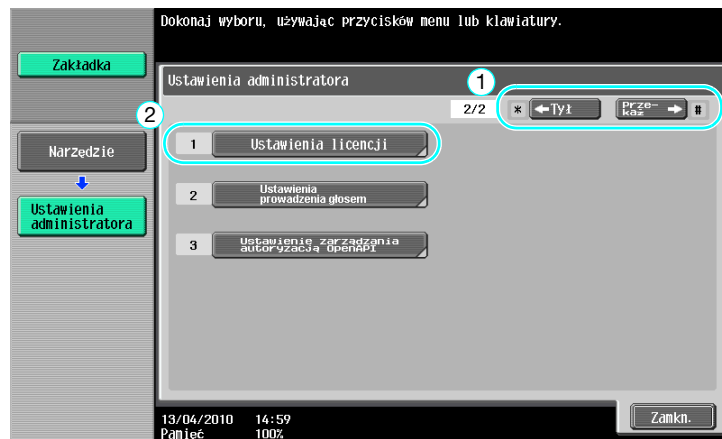 Dokonaj wyboru, używając przycisków menu lub klawiatury.
Zakładka
Ustawienia administratora
1
2/2 * ←Tył Prze-
każ → #
2
1 Ustawienia licencji
Narzędzie
2 Ustawienia
prowadzenia głosem
Ustawienia
administratora
3 Ustawienie zarządzania
autoryzacją OpenAPI
Zamkn.
13/04/2010 14:59
Pamięć 100%